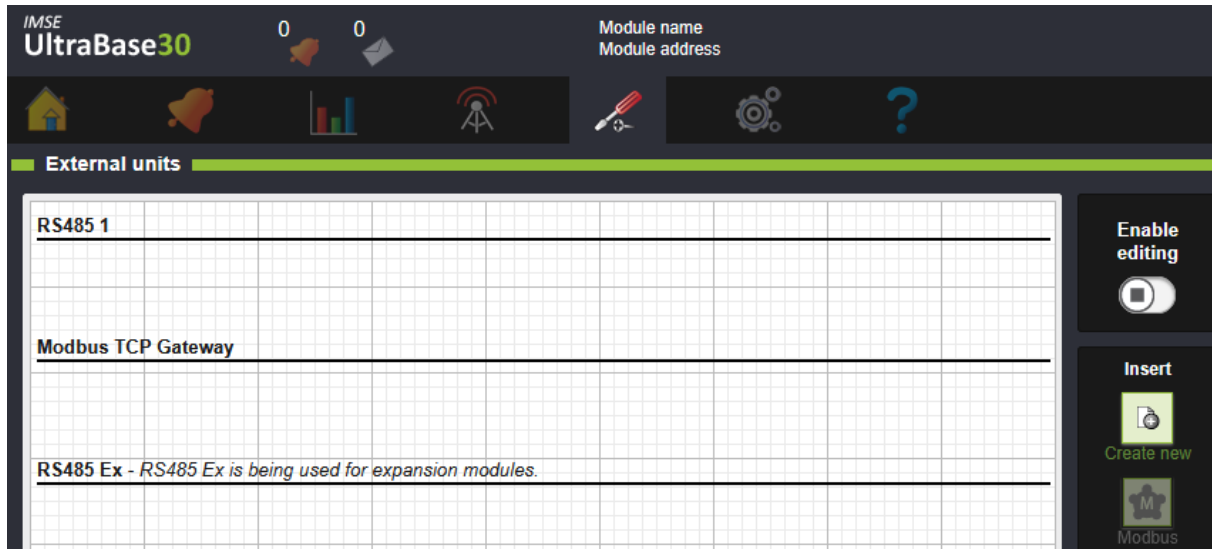 IMSE
UltraBase30
0
0
Module name
Module address
?
External units
RS485 1
Enable
editing
Modbus TCP Gateway
Insert
Create new
RS485 Ex - RS485 Ex is being used for expansion modules.
M
Modbus